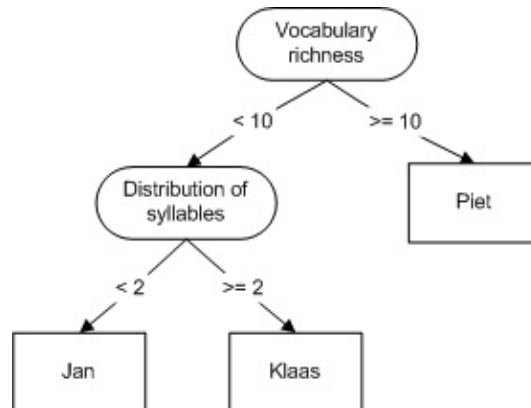 Vocabulary
richness
< 10
>= 10
Distribution of
syllables
Piet
< 2
>= 2
Jan
Klaas